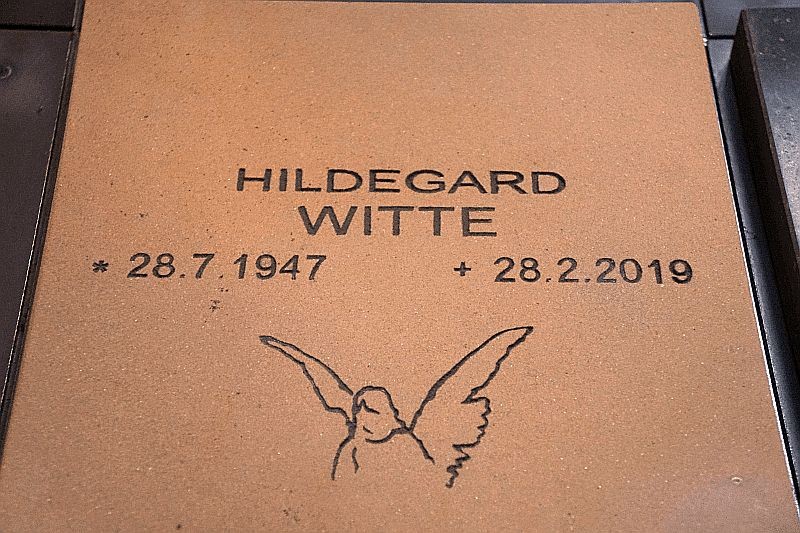 HILDEGARD
WITTE
* 28.7.1947 + 28.2.2019